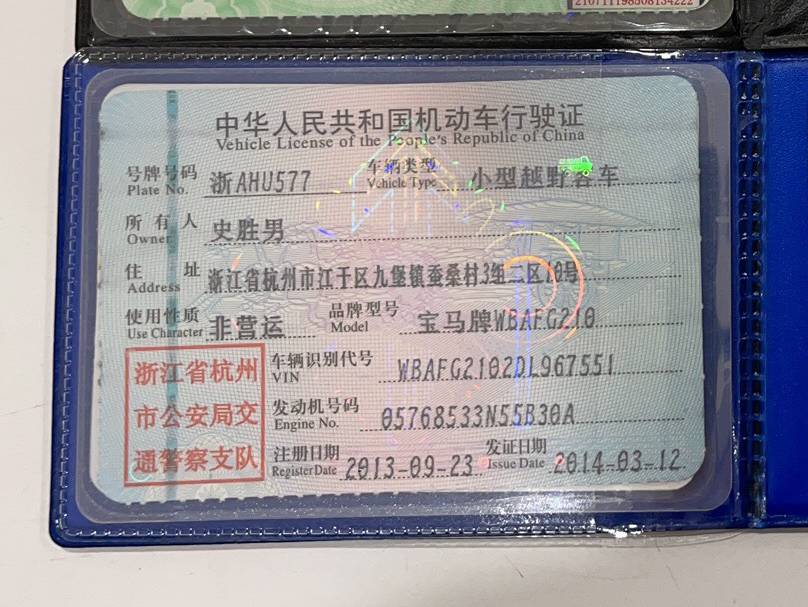 210711198508134222
中华人民共和国机动车行驶证
Vehicle License of the People's Republic of China
号牌号码 浙AHU577 车辆类型 小型越野客车
Plate No. Vehicle Type
所有人 史胜男
Owner
住址 浙江省杭州市江干区九堡镇蚕桑村3组二区10号
Address
使用性质 非营运 品牌型号 宝马牌WBAFG210
Use Character Model
浙江省杭州
市公安局交
通警察支队
车辆识别代号 WBAFG2102DL967551
VIN
发动机号码 05768533N55B30A
Engine No.
注册日期 2013-09-23 发证日期 2014-03-12
Register Date Issue Date